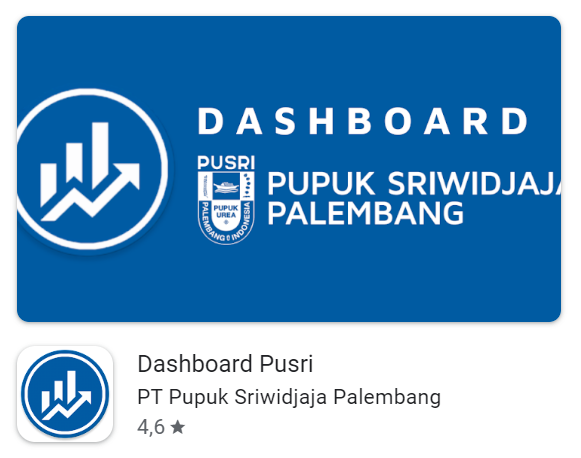 DASHBOARD
PUSRI
PUPUK SRIWIDJAJA
PALEMBANG
PUPUK
UREA
PALEMBANG INDONESIA
Dashboard Pusri
PT Pupuk Sriwidjaja Palembang
4,6 ★